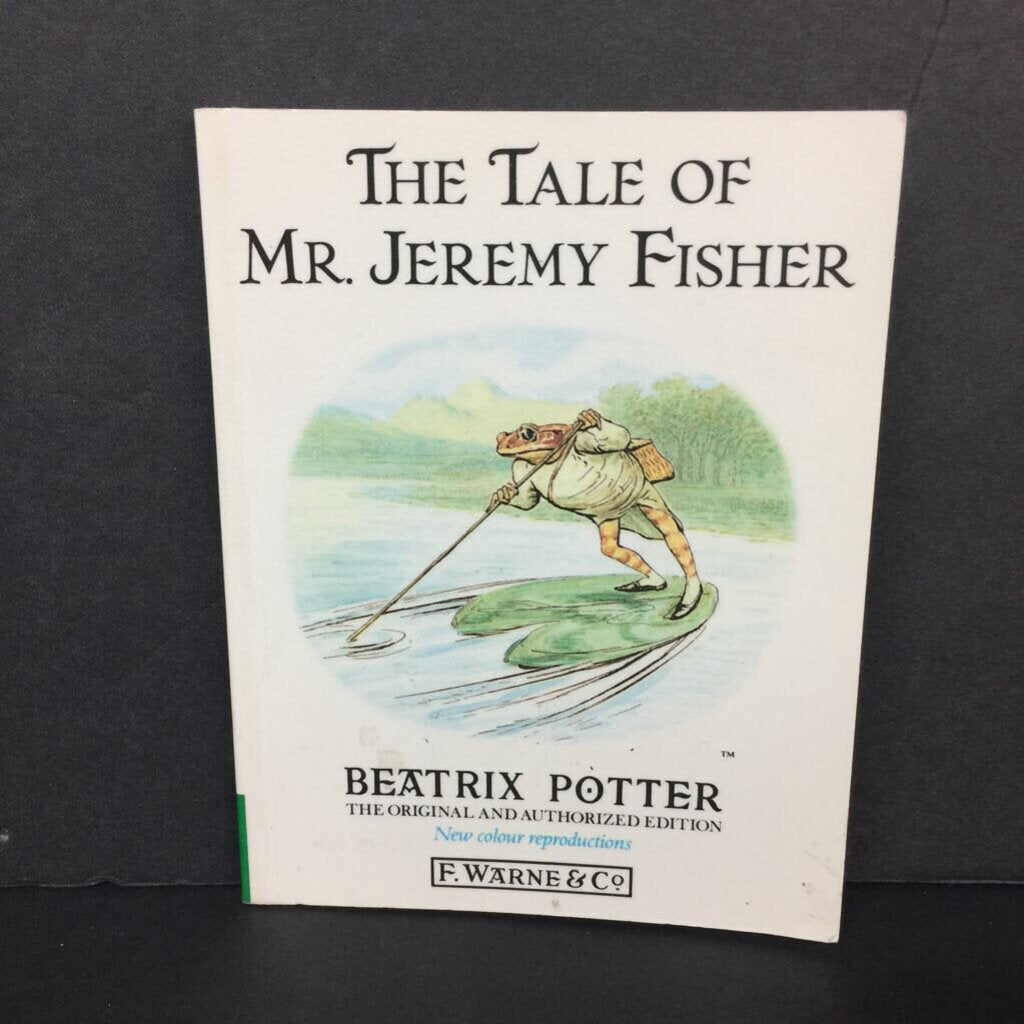 THE TALE OF
MR. JEREMY FISHER
TM
BEATRIX POTTER
THE ORIGINAL AND AUTHORIZED EDITION
New colour reproductions
F. WARNE & Co